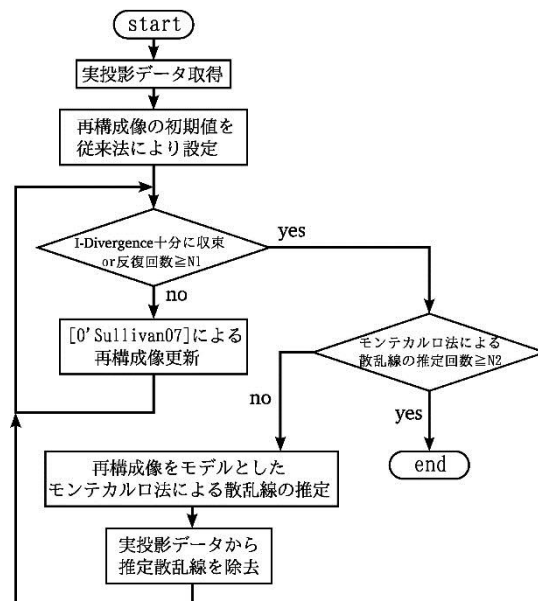 start
実投影データ取得
再構成像の初期値を
従来法により設定
I-Divergence十分に収束
or反復回数≧N1
yes
no
[O'Sullivan07]による
再構成像更新
モンテカルロ法による
散乱線の推定回数≧N2
no
yes
end
再構成像をモデルとした
モンテカルロ法による散乱線の推定
実投影データから
推定散乱線を除去